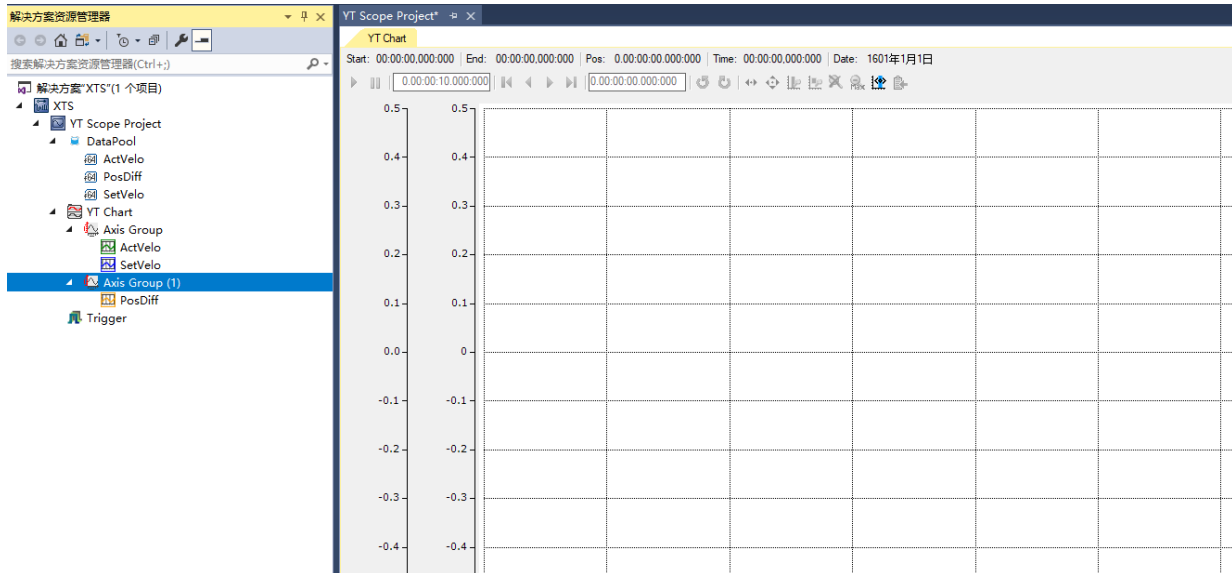 解决方案资源管理器
搜索解决方案资源管理器(Ctrl+;)
解决方案"XTS"(1 个项目)
XTS
YT Scope Project
DataPool
ActVelo
PosDiff
SetVelo
YT Chart
Axis Group
ActVelo
SetVelo
Axis Group (1)
PosDiff
Trigger
YT Scope Project*
YT Chart
Start: 00:00:00,000:000 End: 00:00:00,000:000 Pos: 0.00:00:00.000:000 Time: 00:00:00,000:000 Date: 1601年1月1日
0.00:00:10.000:000 0.00:00:00.000:000
0.5 0.5
0.4 0.4
0.3 0.3
0.2 0.2
0.1 0.1
0.0 0
-0.1 -0.1
-0.2 -0.2
-0.3 -0.3
-0.4 -0.4